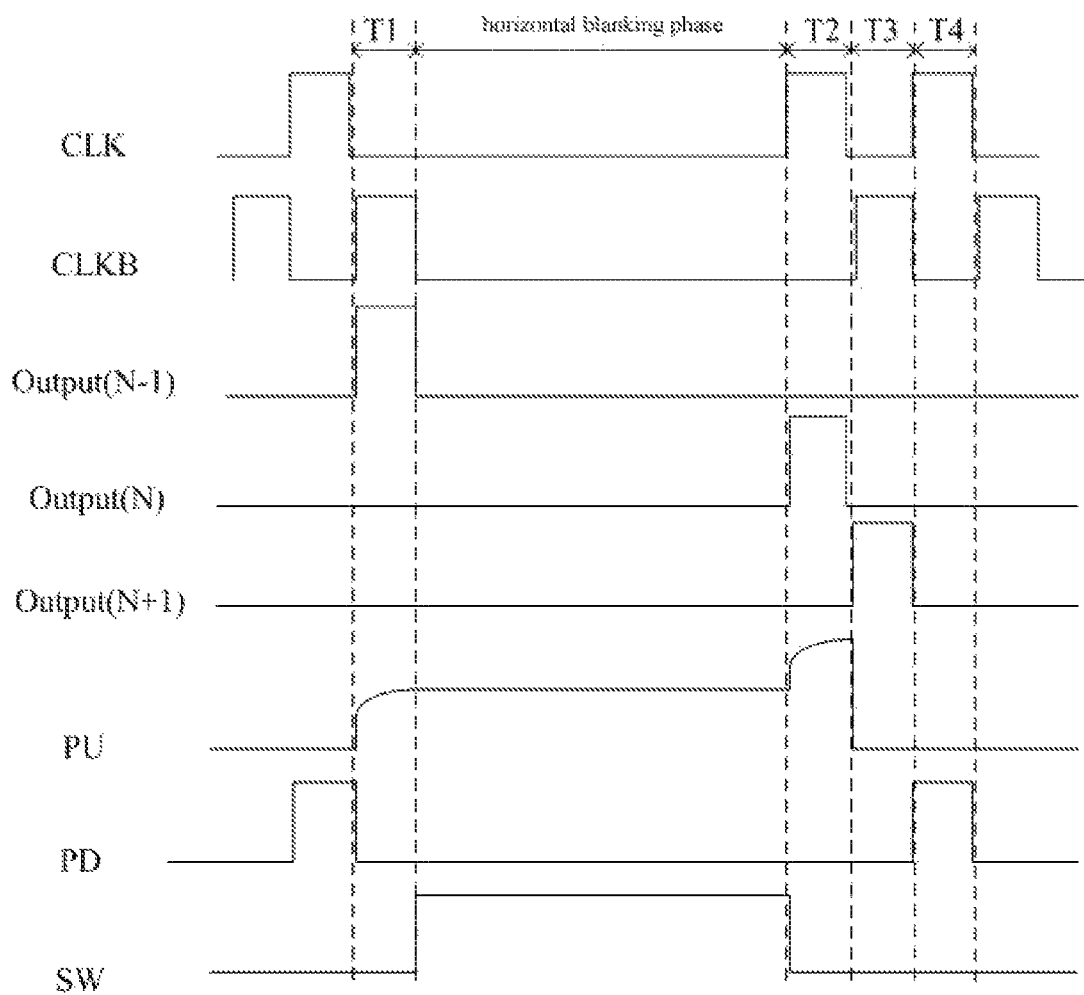 T1 horizontal blanking phase T2 T3 T4
CLK
CLKB
Output(N-1)
Output(N)
Output(N+1)
PU
PD
SW